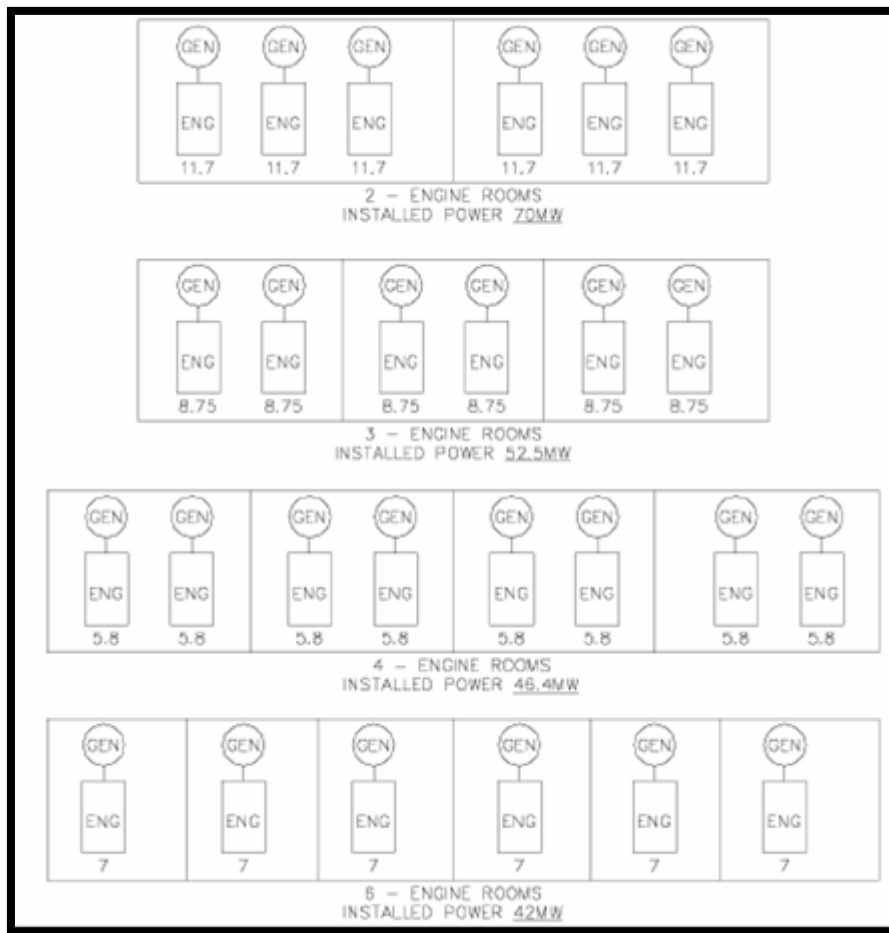 GEN GEN GEN GEN GEN GEN
ENG ENG ENG ENG ENG ENG
11.7 11.7 11.7 11.7 11.7 11.7
2 - ENGINE ROOMS
INSTALLED POWER 70MW
GEN GEN GEN GEN GEN GEN
ENG ENG ENG ENG ENG ENG
8.75 8.75 8.75 8.75 8.75 8.75
3 - ENGINE ROOMS
INSTALLED POWER 52.5MW
GEN GEN GEN GEN GEN GEN GEN GEN
ENG ENG ENG ENG ENG ENG ENG ENG
5.8 5.8 5.8 5.8 5.8 5.8 5.8 5.8
4 - ENGINE ROOMS
INSTALLED POWER 46.4MW
GEN GEN GEN GEN GEN GEN
ENG ENG ENG ENG ENG ENG
7 7 7 7 7 7
6 - ENGINE ROOMS
INSTALLED POWER 42MW